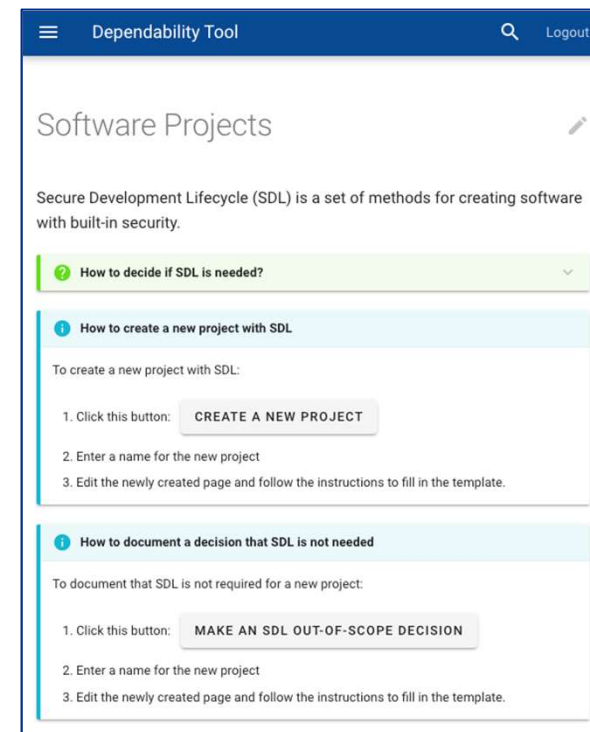 Dependability Tool
Logout
Software Projects
Secure Development Lifecycle (SDL) is a set of methods for creating software
with built-in security.
How to decide if SDL is needed?
How to create a new project with SDL
To create a new project with SDL:
1. Click this button: CREATE A NEW PROJECT
2. Enter a name for the new project
3. Edit the newly created page and follow the instructions to fill in the template.
How to document a decision that SDL is not needed
To document that SDL is not required for a new project:
1. Click this button: MAKE AN SDL OUT-OF-SCOPE DECISION
2. Enter a name for the new project
3. Edit the newly created page and follow the instructions to fill in the template.